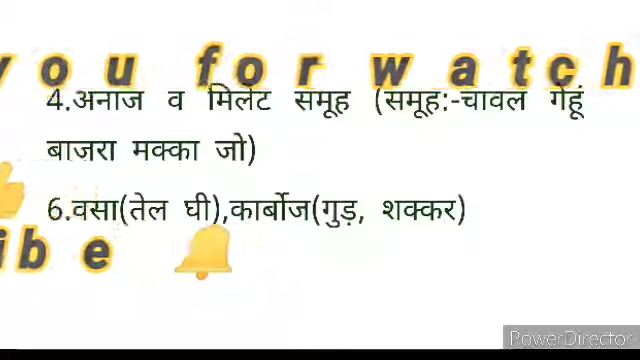 you for watch
4.अनाज व मिलेट समूह (समूह:-चावल गेहूं
बाजरा मक्का जो)
6.वसा(तेल घी),कार्बोज(गुड़, शक्कर)
ibe
PowerDirector